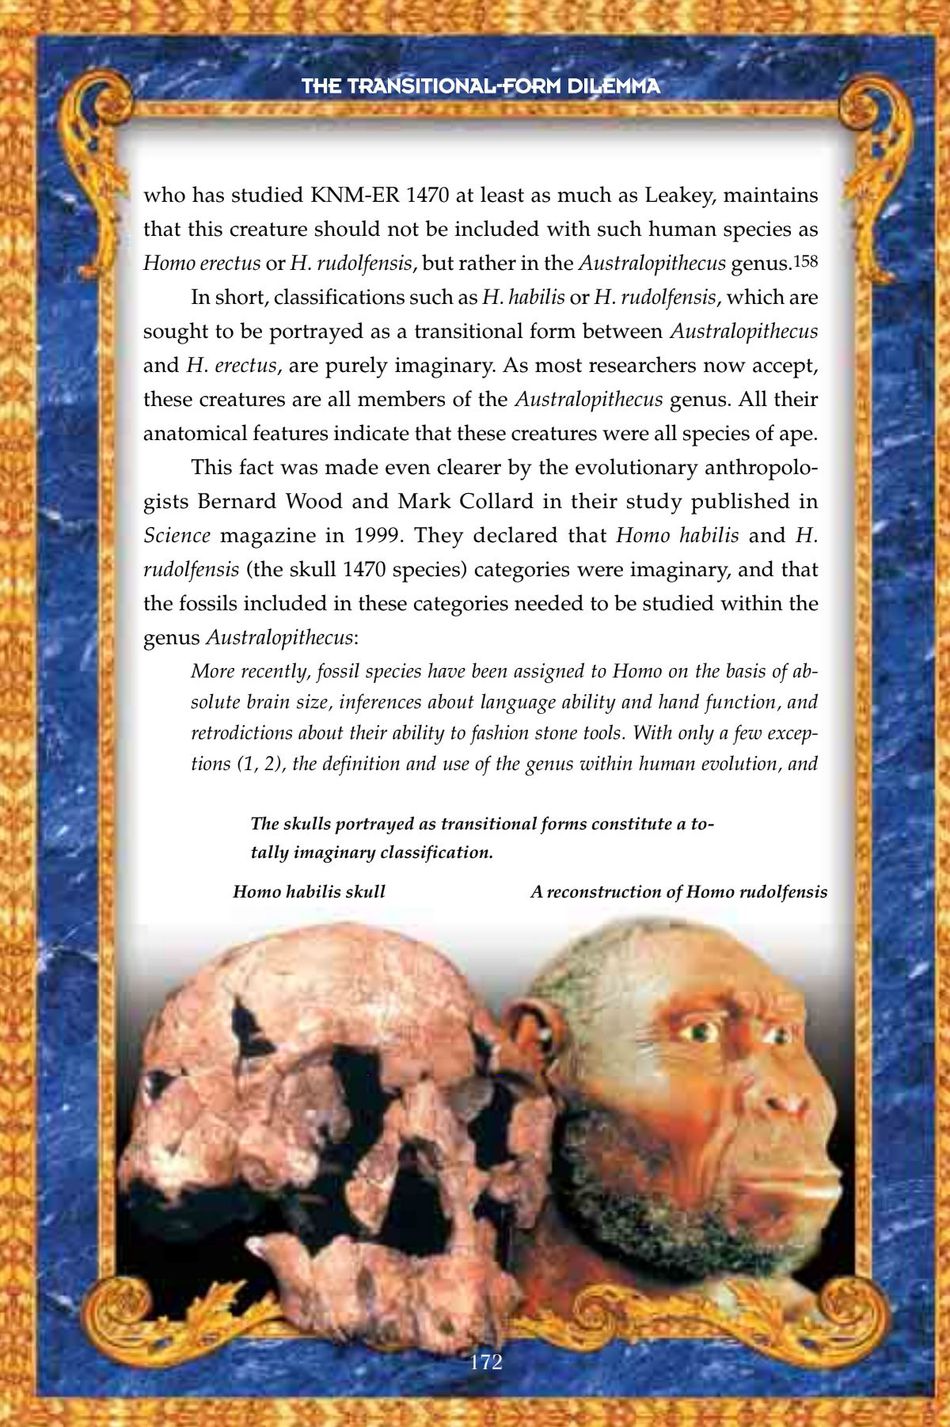 THE TRANSITIONAL-FORM DILEMMA
who has studied KNM-ER 1470 at least as much as Leakey, maintains
that this creature should not be included with such human species as
Homo erectus or H. rudolfensis, but rather in the Australopithecus genus.158
In short, classifications such as H. habilis or H. rudolfensis, which are
sought to be portrayed as a transitional form between Australopithecus
and H. erectus, are purely imaginary. As most researchers now accept,
these creatures are all members of the Australopithecus genus. All their
anatomical features indicate that these creatures were all species of ape.
This fact was made even clearer by the evolutionary anthropolo-
gists Bernard Wood and Mark Collard in their study published in
Science magazine in 1999. They declared that Homo habilis and H.
rudolfensis (the skull 1470 species) categories were imaginary, and that
the fossils included in these categories needed to be studied within the
genus Australopithecus:
More recently, fossil species have been assigned to Homo on the basis of ab-
solute brain size, inferences about language ability and hand function, and
retrodictions about their ability to fashion stone tools. With only a few excep-
tions (1, 2), the definition and use of the genus within human evolution, and
The skulls portrayed as transitional forms constitute a to-
tally imaginary classification.
Homo habilis skull
A reconstruction of Homo rudolfensis
172